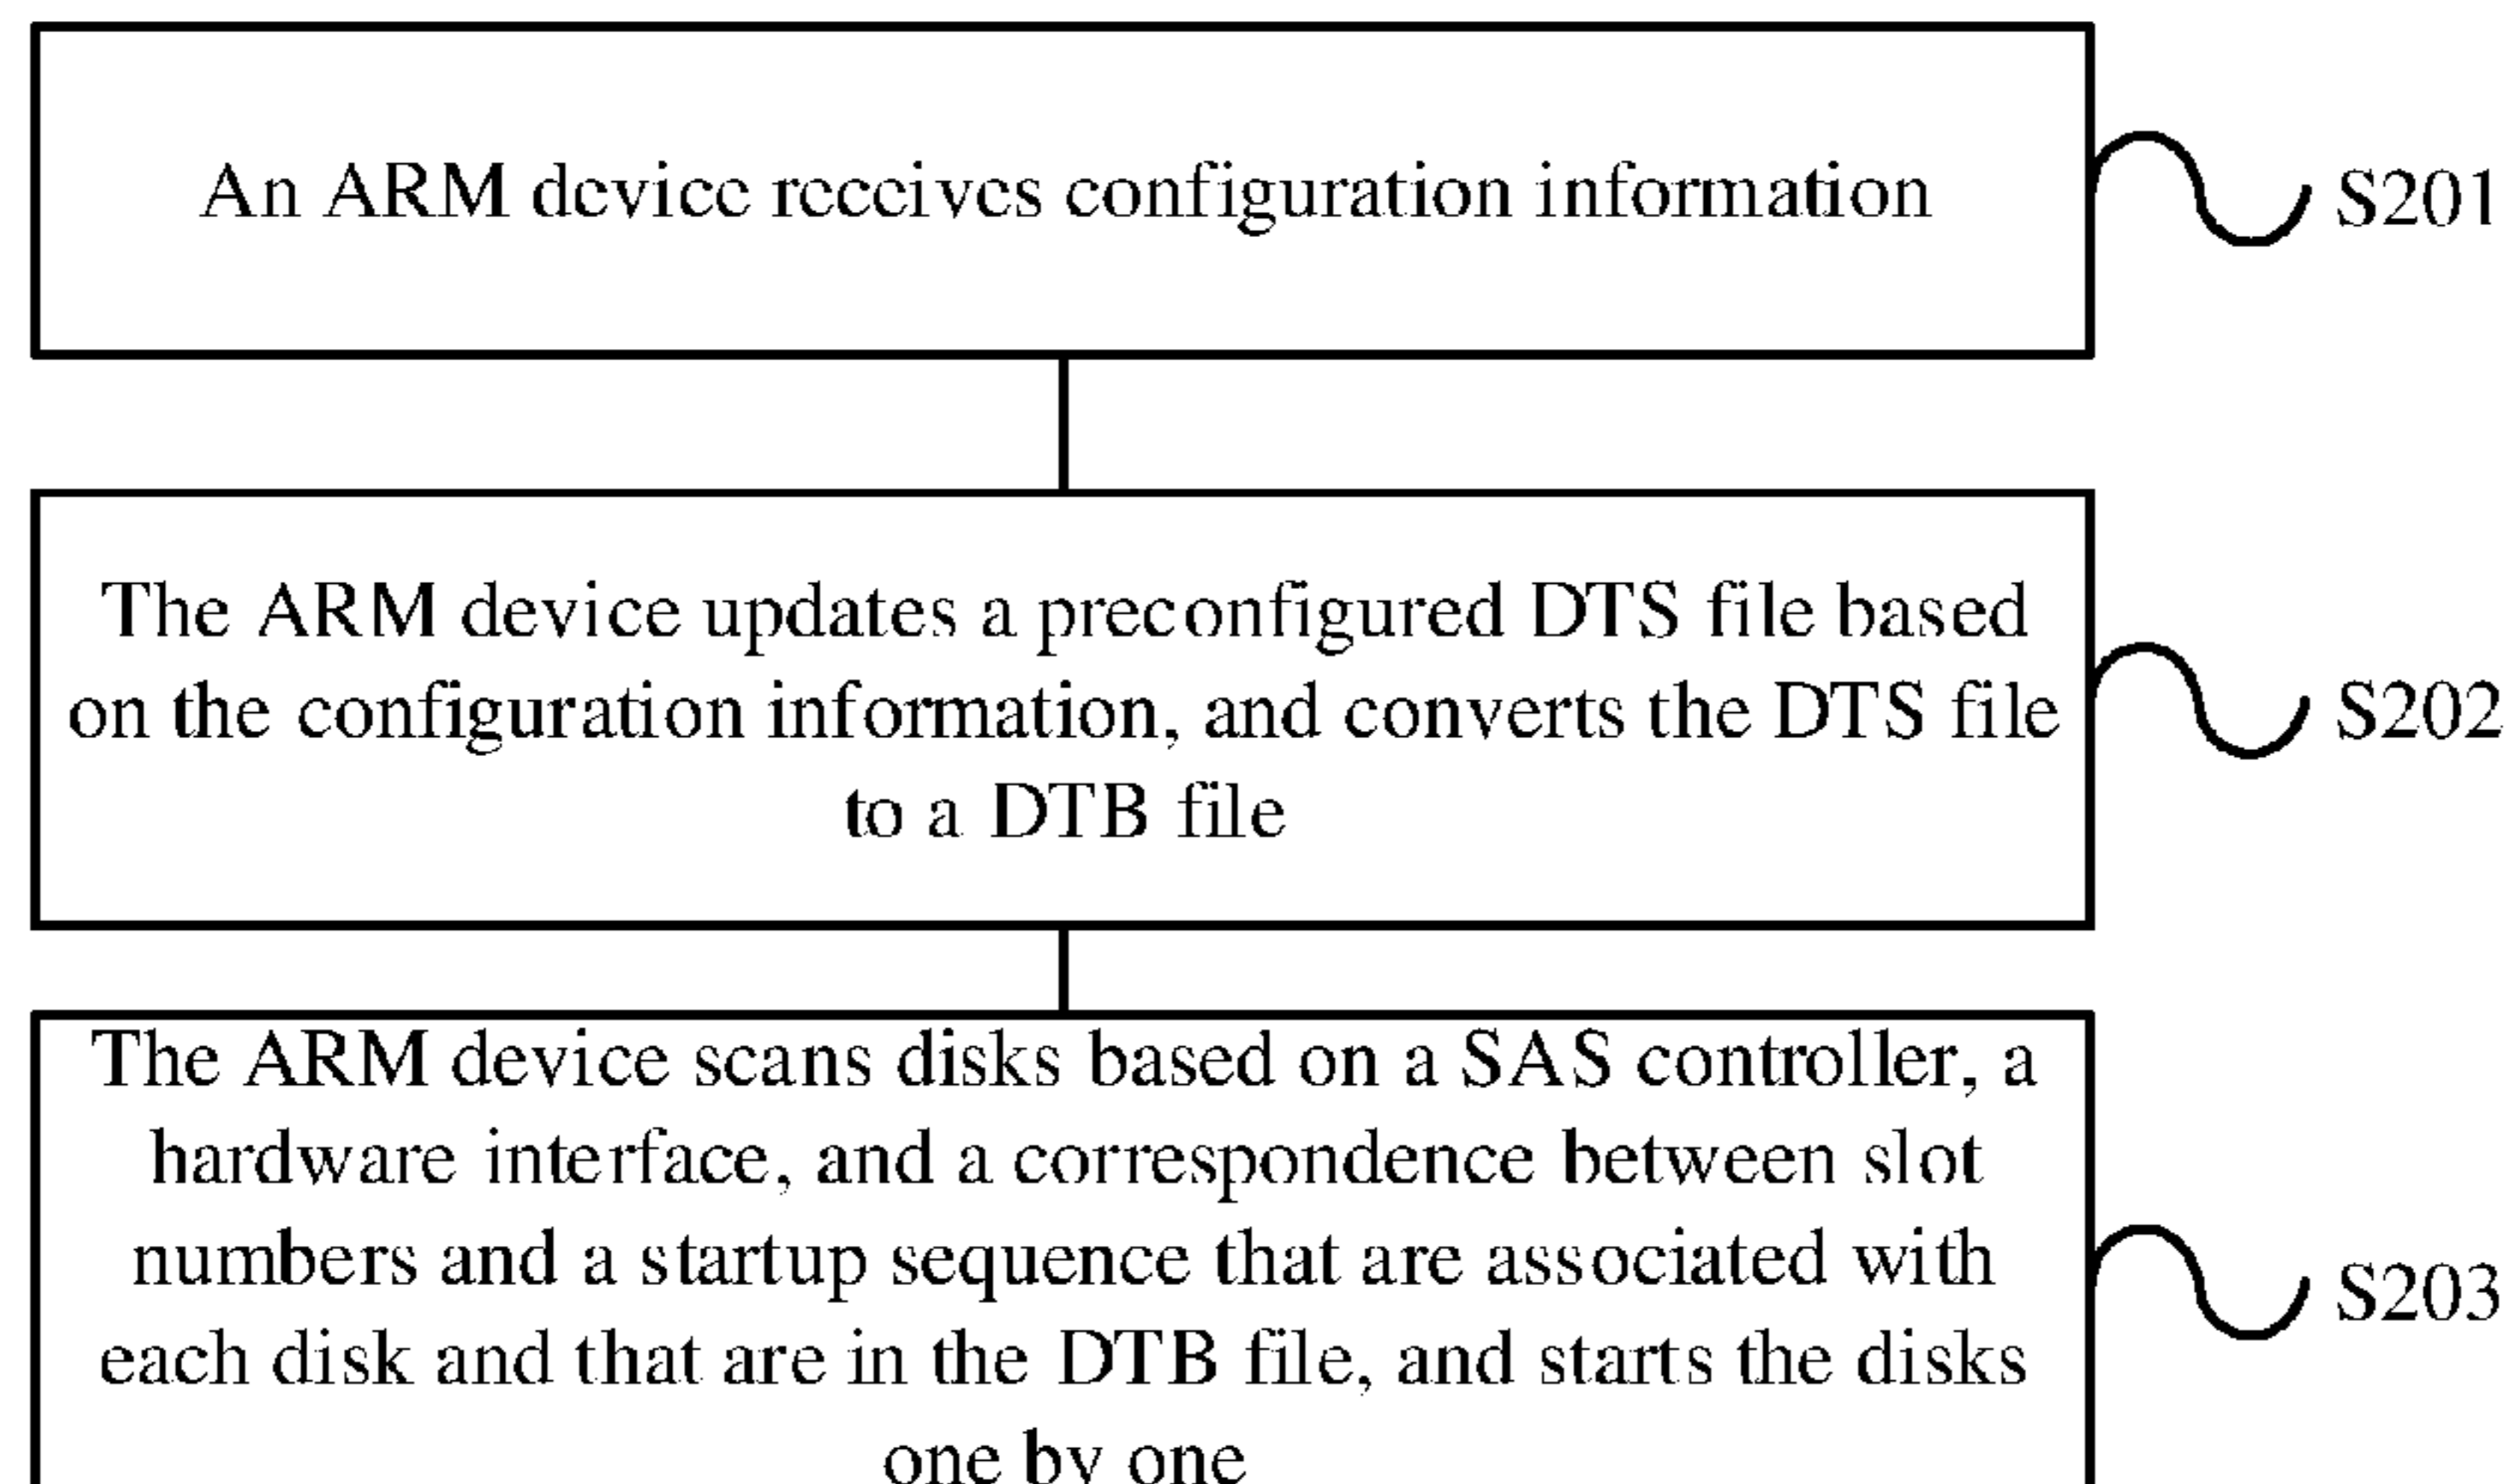 An ARM device receives configuration information
S201
The ARM device updates a preconfigured DTS file based
on the configuration information, and converts the DTS file
to a DTB file
S202
The ARM device scans disks based on a SAS controller, a
hardware interface, and a correspondence between slot
numbers and a startup sequence that are associated with
each disk and that are in the DTB file, and starts the disks
one by one
S203